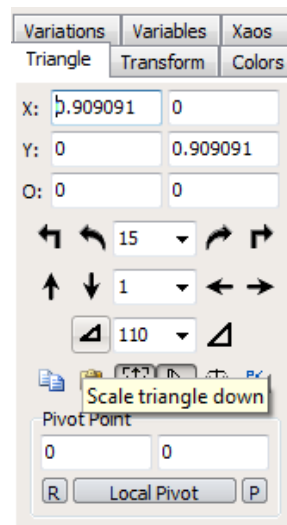 Variations Variables Xaos
Triangle Transform Colors
X: 0.909091 0
Y: 0 0.909091
O: 0 0
15
1
110
Scale triangle down
Pivot Point
0 0
R Local Pivot P